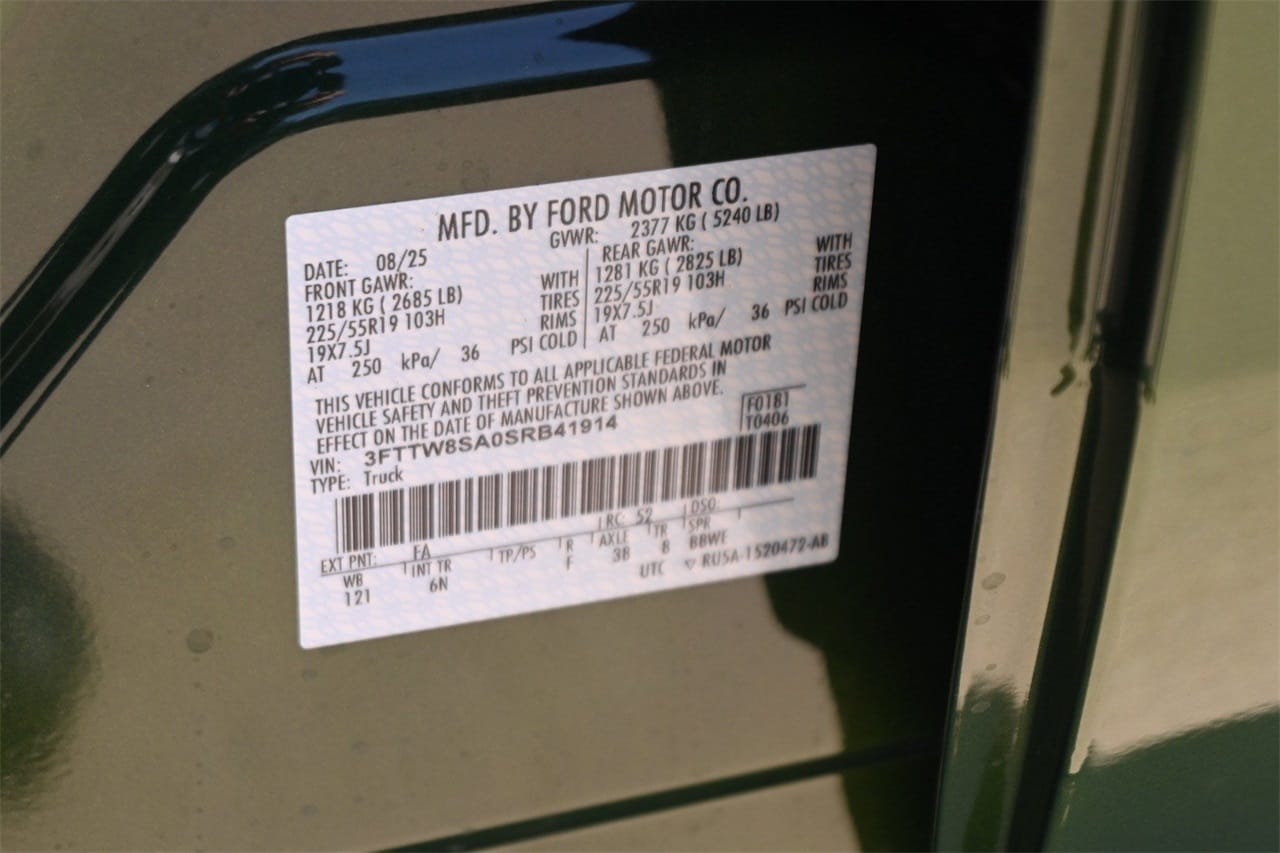 MFD. BY FORD MOTOR CO.
DATE: 08/25 GVWR: 2377 KG ( 5240 LB)
FRONT GAWR: REAR GAWR:
1218 KG ( 2685 LB) WITH 1281 KG ( 2825 LB) WITH
225/55R19 103H TIRES 225/55R19 103H TIRES
19X7.5J RIMS 19X7.5J RIMS
AT 250 kPa/ 36 PSI COLD AT 250 kPa/ 36 PSI COLD
THIS VEHICLE CONFORMS TO ALL APPLICABLE FEDERAL MOTOR
VEHICLE SAFETY AND THEFT PREVENTION STANDARDS IN
EFFECT ON THE DATE OF MANUFACTURE SHOWN ABOVE.
F0181
VIN: 3FTTW8SA0SRB41914 T0406
TYPE: Truck
EXT PNT: FA RC: 52 DSO:
WB INT TR TP/PS R AXLE TR SPR
121 6N F 3B 8 BBWE
UTC ▽ RU5A-1520472-AB